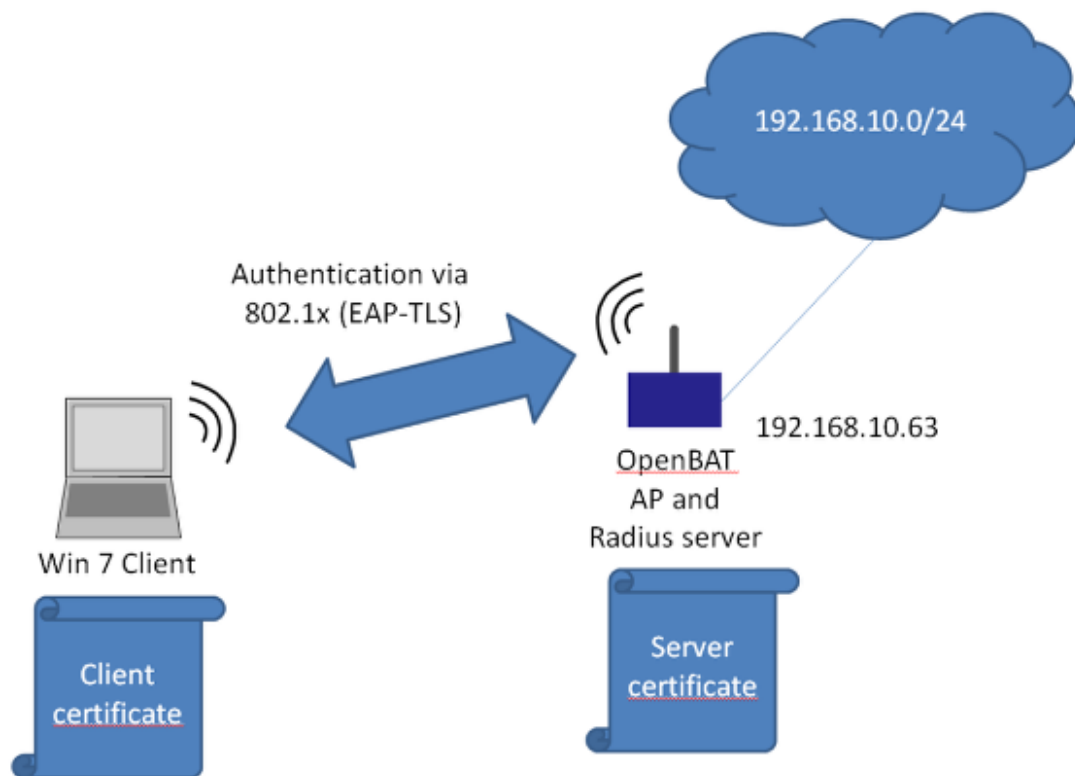 192.168.10.0/24
Authentication via
802.1x (EAP-TLS)
192.168.10.63
OpenBAT
AP and
Radius server
Win 7 Client
Client
certificate
Server
certificate